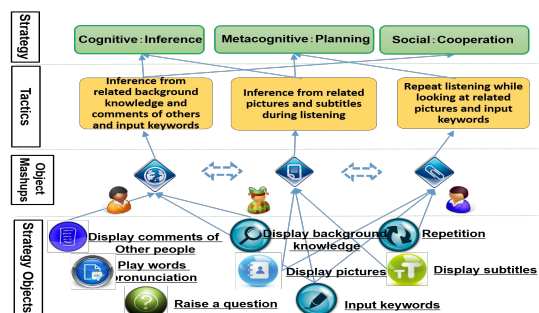 Strategy
Cognitive：Inference
Metacognitive：Planning
Social：Cooperation
Tactics
Inference from
related background
knowledge and
comments of others
and input keywords
Inference from related
pictures and subtitles
during listening
Repeat listening while
looking at related
pictures and input
keywords
Object
Mashups
Strategy Objects
Display comments of
Other people
Display background
knowledge
Repetition
Play words
pronunciation
Display pictures
Display subtitles
Raise a question
Input keywords